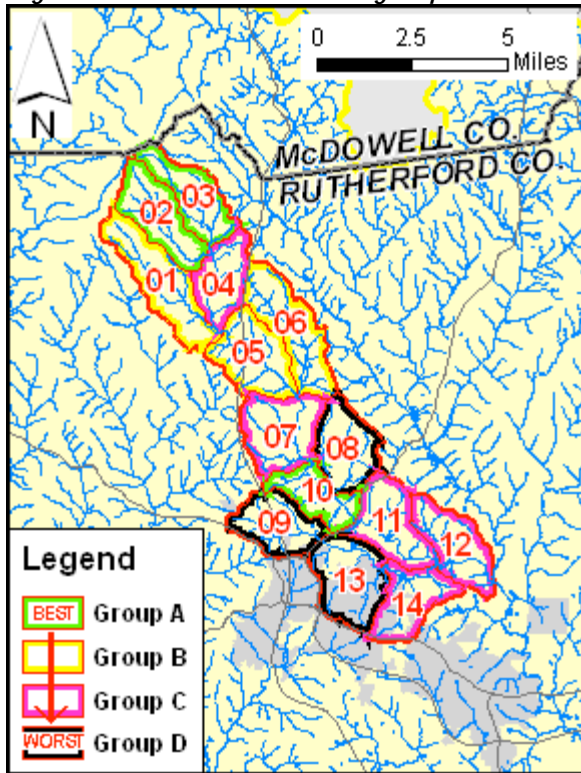 0 2.5 5
Miles
N
McDOWELL CO.
RUTHERFORD CO
03
02
01
04
06
05
07
08
10
09
11
12
13
14
Legend
BEST Group A
Group B
Group C
WORST Group D